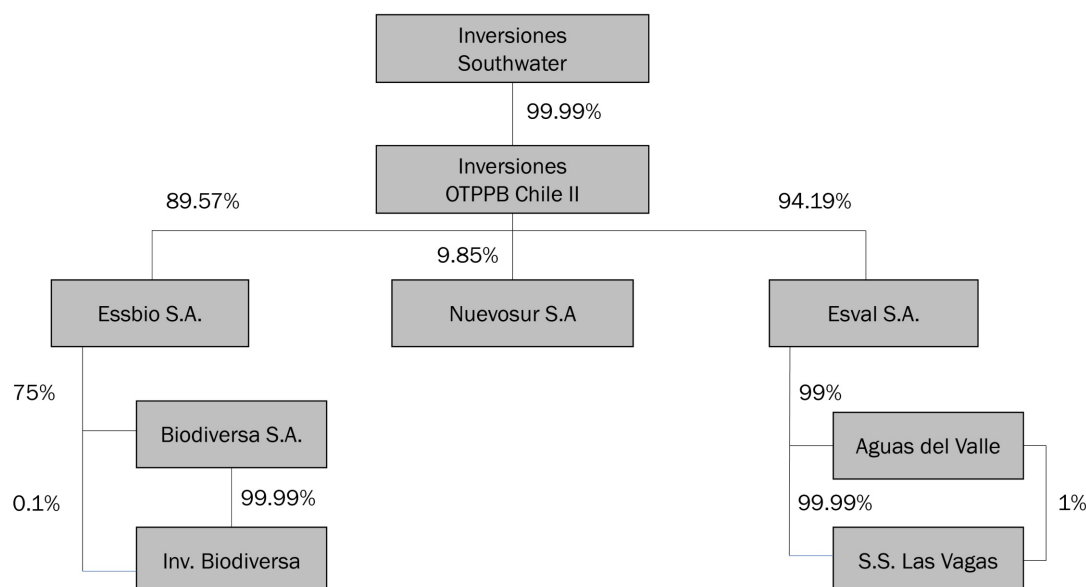 Inversiones
Southwater
99.99%
Inversiones
OTPPB Chile II
89.57%
94.19%
9.85%
Essbio S.A.
Nuevosur S.A
Esval S.A.
75%
99%
Biodiversa S.A.
Aguas del Valle
0.1%
99.99%
99.99%
1%
Inv. Biodiversa
S.S. Las Vagas